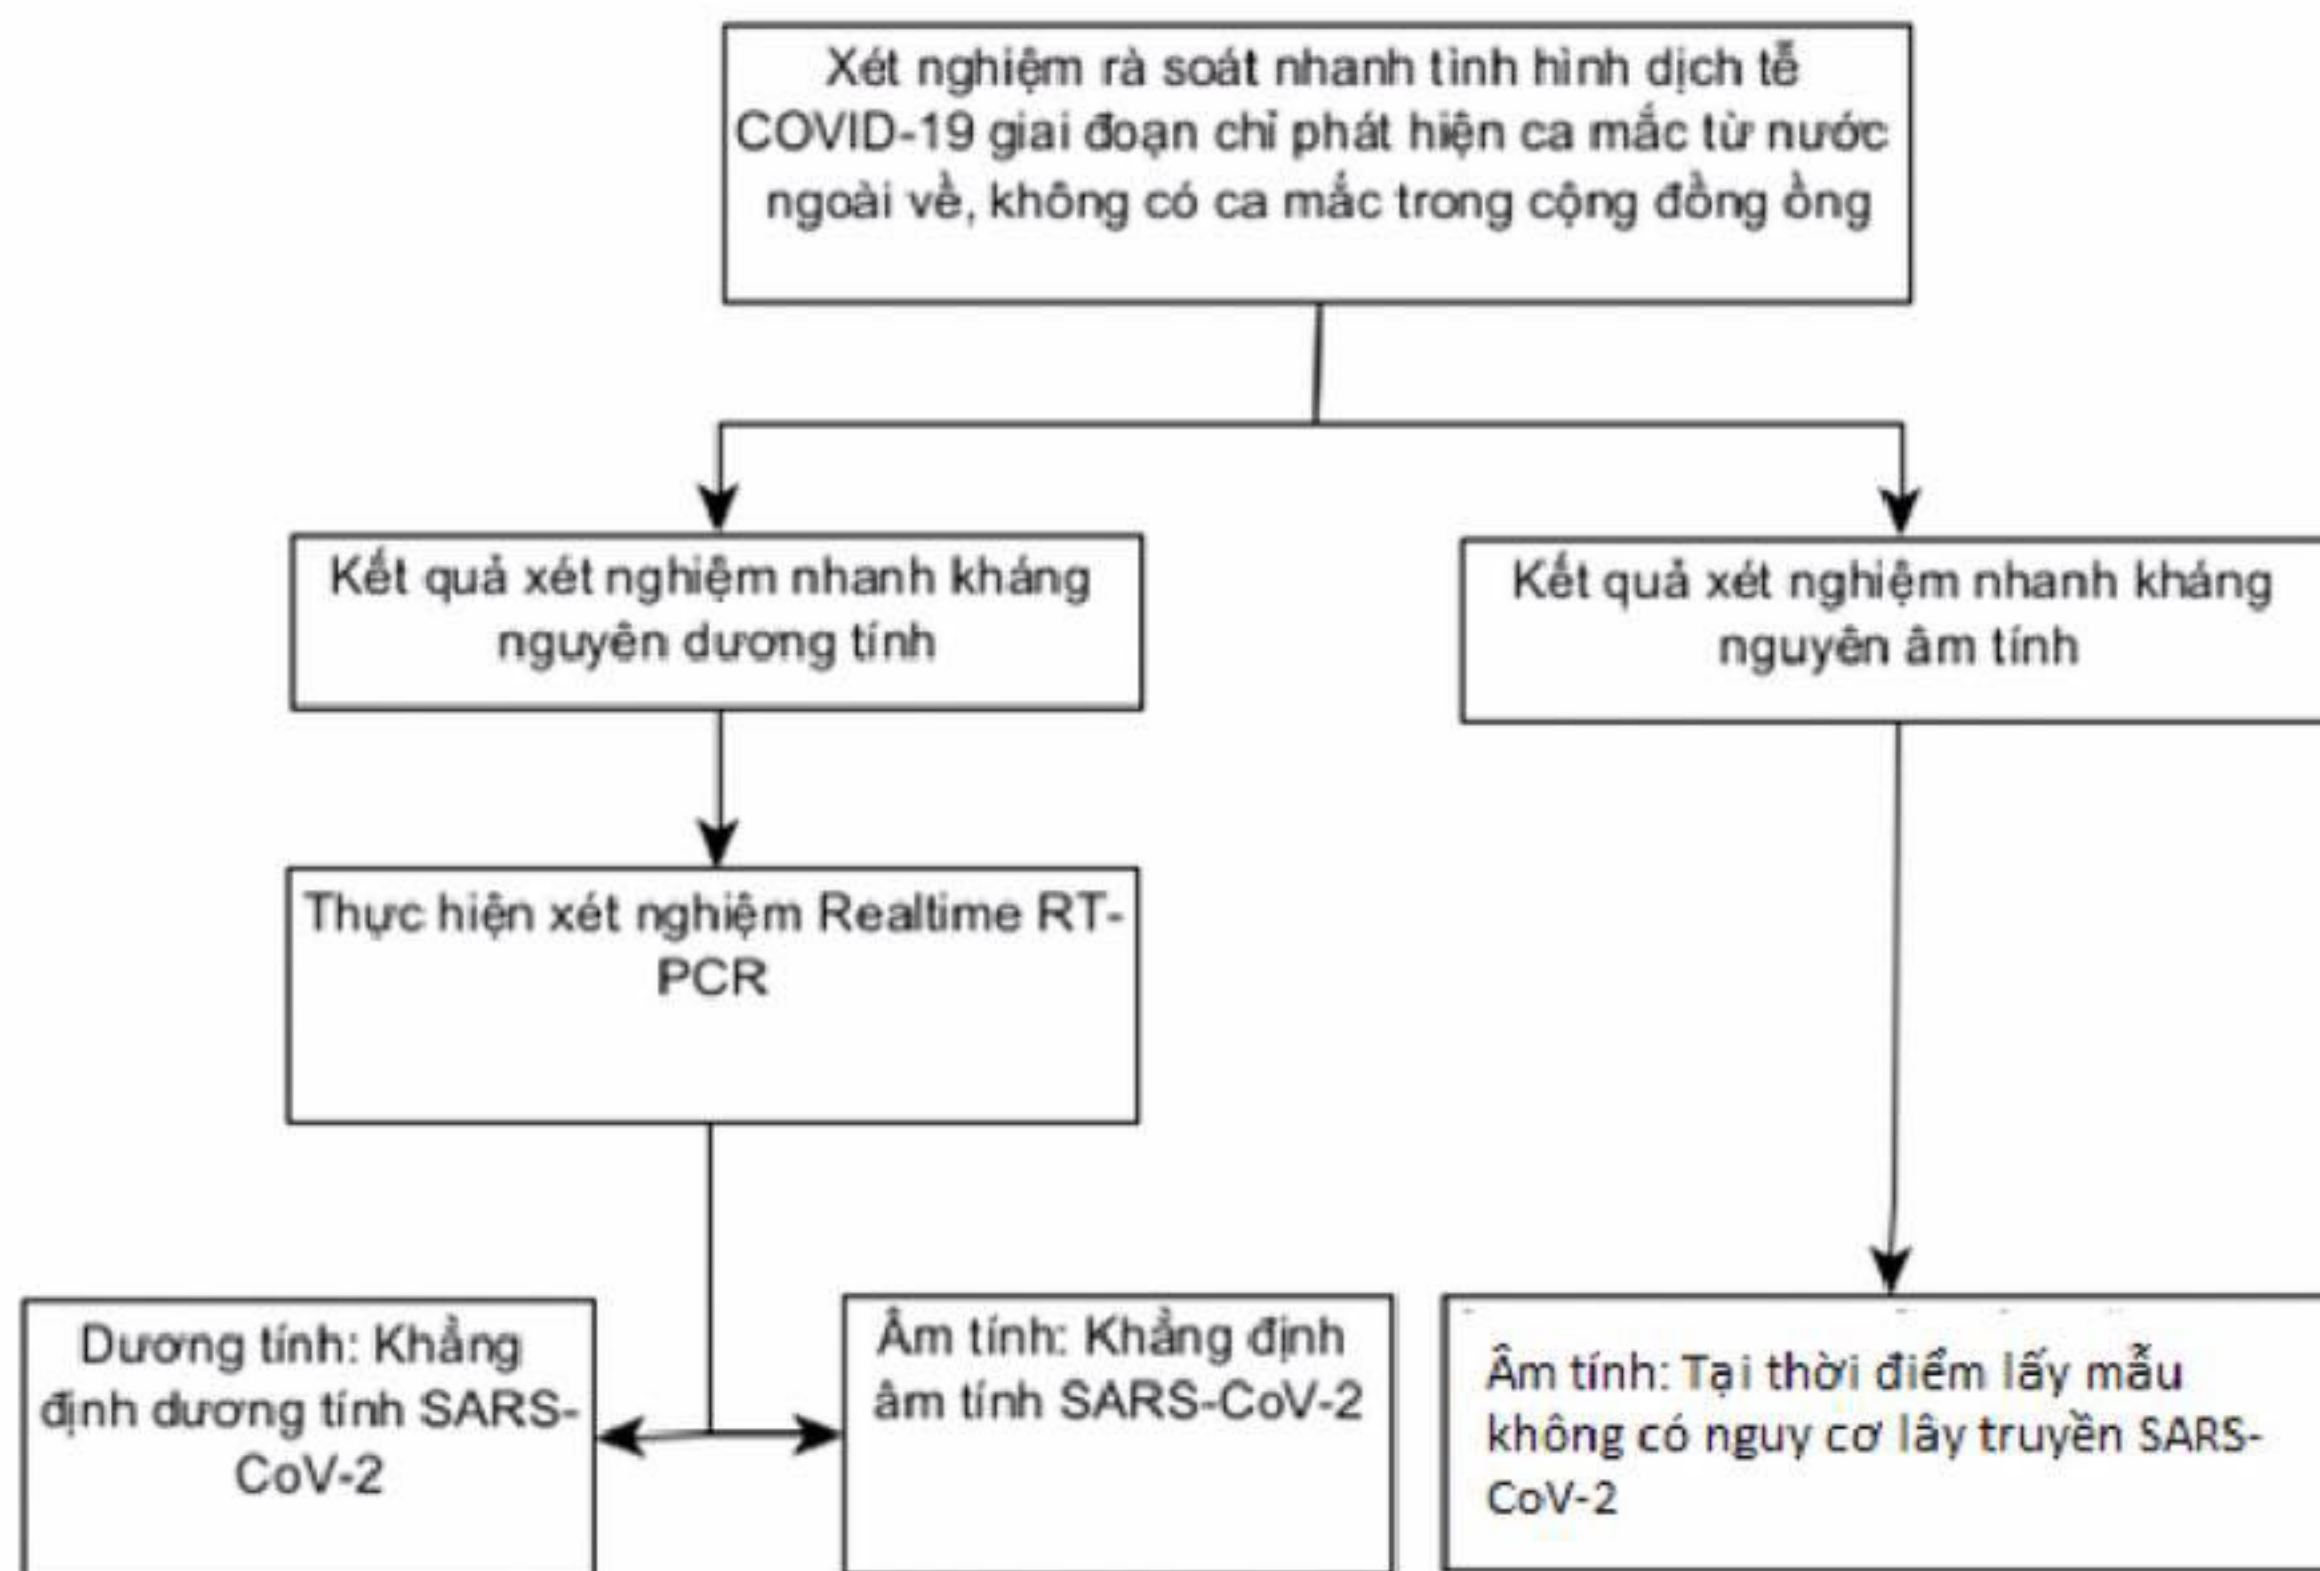 Xét nghiệm rà soát nhanh tình hình dịch tễ
COVID-19 giai đoạn chỉ phát hiện ca mắc từ nước
ngoài về, không có ca mắc trong cộng đồng ồng
Kết quả xét nghiệm nhanh kháng
nguyên dương tính
Kết quả xét nghiệm nhanh kháng
nguyên âm tính
Thực hiện xét nghiệm Realtime RT-
PCR
Dương tính: Khẳng
định dương tính SARS-
CoV-2
Âm tính: Khẳng định
âm tính SARS-CoV-2
Âm tính: Tại thời điểm lấy mẫu
không có nguy cơ lây truyền SARS-
CoV-2